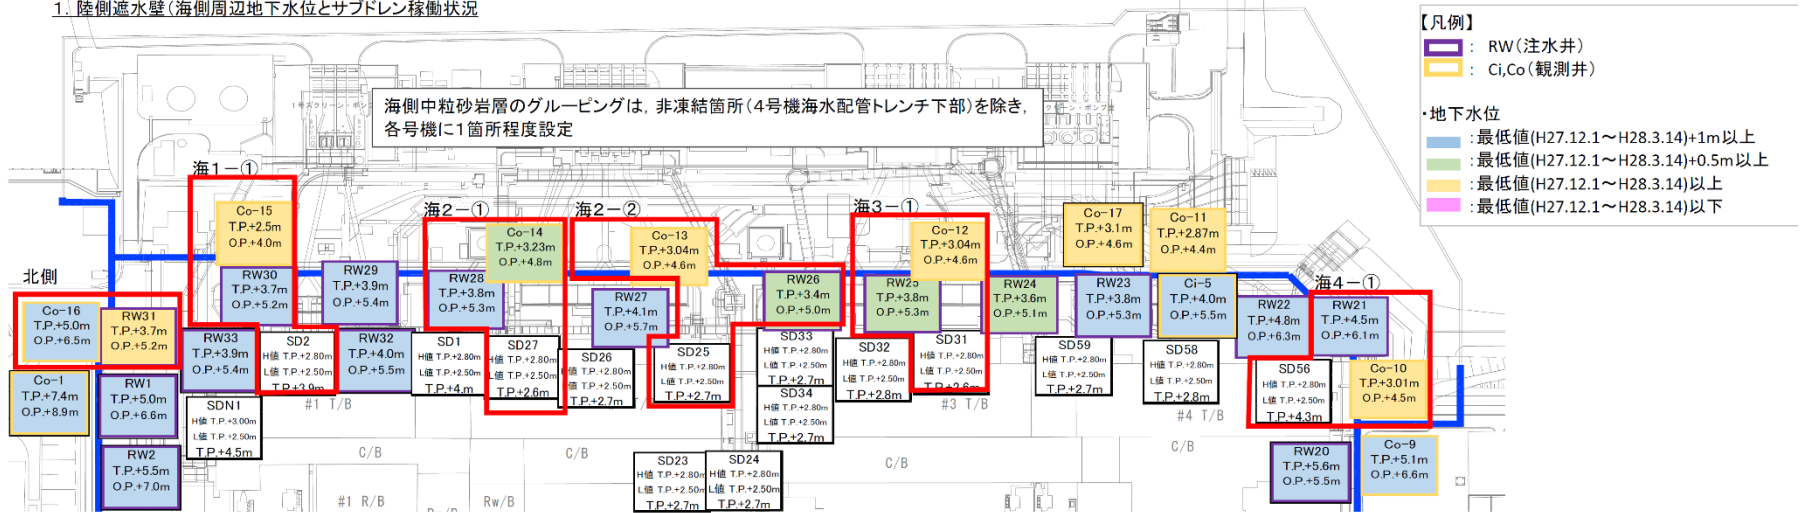 1. 陸側遮水壁(海側周辺地下水位とサブドレン稼働状況
【凡例】
: RW(注水井)
: Ci,Co(観測井)
・地下水位
:最低値(H27.12.1～H28.3.14)+1m以上
:最低値(H27.12.1～H28.3.14)+0.5m以上
:最低値(H27.12.1～H28.3.14)以上
:最低値(H27.12.1～H28.3.14)以下
海側中粒砂岩層のグルーピングは, 非凍結箇所(4号機海水配管トレンチ下部)を除き,
各号機に1箇所程度設定
海1－①
海2－①
海2－②
海3－①
海4－①
北側
Co-15
T.P.+2.5m
O.P.+4.0m
Co-14
T.P.+3.23m
O.P.+4.8m
Co-13
T.P.+3.04m
O.P.+4.6m
Co-12
T.P.+3.04m
O.P.+4.6m
Co-17
T.P.+3.1m
O.P.+4.6m
Co-11
T.P.+2.87m
O.P.+4.4m
RW30
T.P.+3.7m
O.P.+5.2m
RW29
T.P.+3.9m
O.P.+5.4m
RW28
T.P.+3.8m
O.P.+5.3m
RW27
T.P.+4.1m
O.P.+5.7m
RW26
T.P.+3.4m
O.P.+5.0m
RW25
T.P.+3.8m
O.P.+5.3m
RW24
T.P.+3.6m
O.P.+5.1m
RW23
T.P.+3.8m
O.P.+5.3m
Ci-5
T.P.+4.0m
O.P.+5.5m
RW22
T.P.+4.8m
O.P.+6.3m
RW21
T.P.+4.5m
O.P.+6.1m
Co-16
T.P.+5.0m
O.P.+6.5m
RW31
T.P.+3.7m
O.P.+5.2m
RW33
T.P.+3.9m
O.P.+5.4m
SD2
H値 T.P.+2.80m
L値 T.P.+2.50m
T.P.+3.9m
RW32
T.P.+4.0m
O.P.+5.5m
SD1
H値 T.P.+2.80m
L値 T.P.+2.50m
T.P.+4.m
SD27
H値 T.P.+2.80m
L値 T.P.+2.50m
T.P.+2.6m
SD26
H値 T.P.+2.80m
L値 T.P.+2.50m
T.P.+2.7m
SD25
H値 T.P.+2.80m
L値 T.P.+2.50m
T.P.+2.7m
SD33
H値 T.P.+2.80m
L値 T.P.+2.50m
T.P.+2.7m
SD34
H値 T.P.+2.80m
L値 T.P.+2.50m
T.P.+2.7m
SD32
H値 T.P.+2.80m
L値 T.P.+2.50m
T.P.+2.8m
SD31
H値 T.P.+2.80m
L値 T.P.+2.50m
T.P.+2.6m
SD59
H値 T.P.+2.80m
L値 T.P.+2.50m
T.P.+2.7m
SD58
H値 T.P.+2.80m
L値 T.P.+2.50m
T.P.+2.8m
SD56
H値 T.P.+2.80m
L値 T.P.+2.50m
T.P.+4.3m
Co-10
T.P.+3.01m
O.P.+4.5m
Co-1
T.P.+7.4m
O.P.+8.9m
RW1
T.P.+5.0m
O.P.+6.6m
SDN1
H値 T.P.+3.00m
L値 T.P.+2.50m
T.P.+4.5m
#1 T/B
#3 T/B
#4 T/B
RW2
T.P.+5.5m
O.P.+7.0m
C/B
C/B
C/B
C/B
SD23
H値 T.P.+2.80m
L値 T.P.+2.50m
T.P.+2.7m
SD24
H値 T.P.+2.80m
L値 T.P.+2.50m
T.P.+2.7m
RW20
T.P.+5.6m
O.P.+5.5m
Co-9
T.P.+5.1m
O.P.+6.6m
#1 R/B
Rw/B